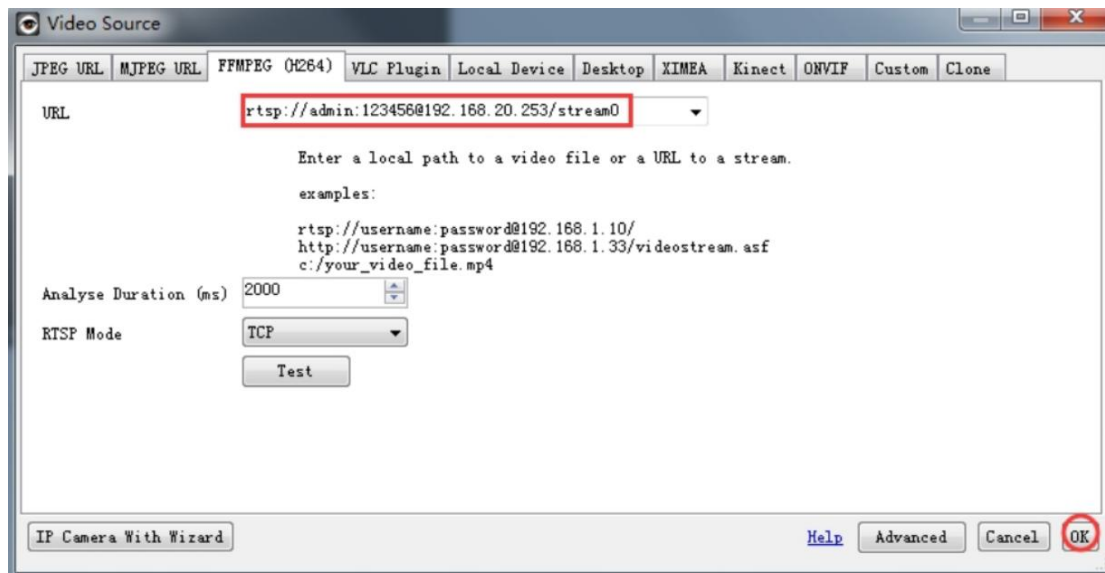 Video Source
JPEG URL MJPEG URL FFMPEG (H264) VLC Plugin Local Device Desktop XIMEA Kinect ONVIF Custom Clone
URL rtsp://admin:123456@192.168.20.253/stream0
Enter a local path to a video file or a URL to a stream.
examples:
rtsp://username:password@192.168.1.10/
http://username:password@192.168.1.33/videostream.asf
c:/your_video_file.mp4
Analyse Duration (ms) 2000
RTSP Mode TCP
Test
IP Camera With Wizard Help Advanced Cancel OK